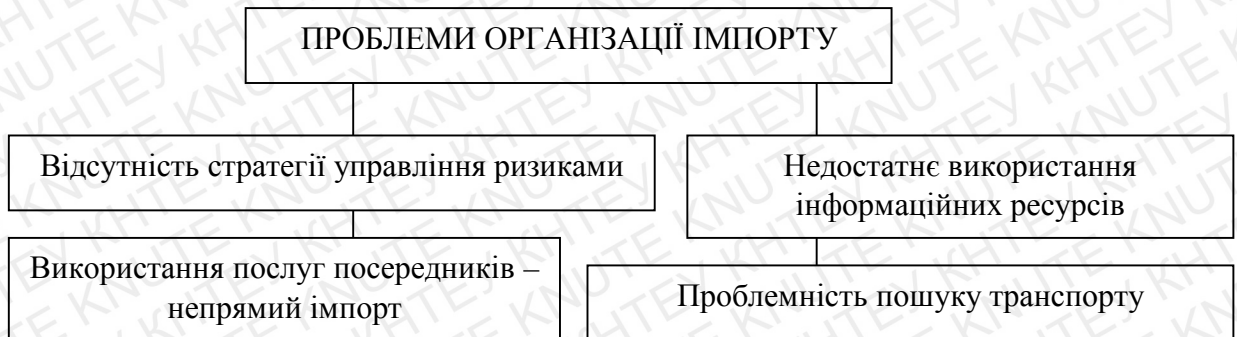 ПРОБЛЕМИ ОРГАНІЗАЦІЇ ІМПОРТУ
Відсутність стратегії управління ризиками
Недостатнє використання
інформаційних ресурсів
Використання послуг посередників –
непрямий імпорт
Проблемність пошуку транспорту